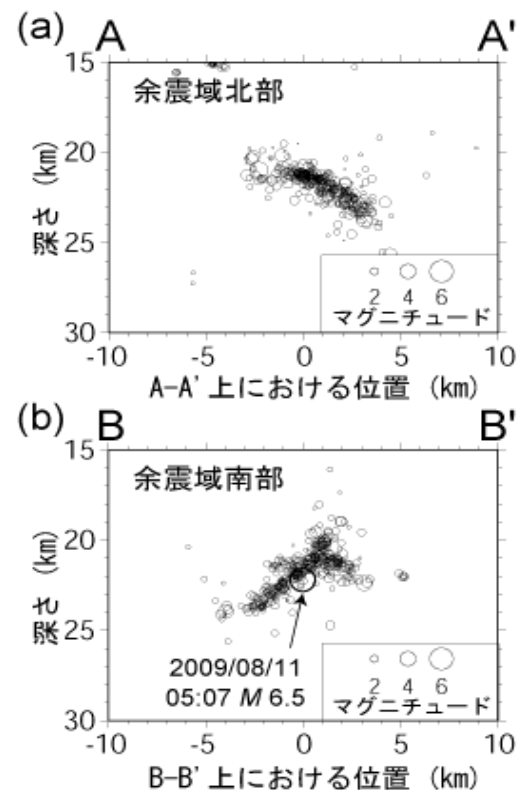 (a) A A'
15
余震域北部
20
深さ (km)
25
2 4 6
マグニチュード
30
-10 -5 0 5 10
A-A' 上における位置 (km)
(b) B B'
15
余震域南部
20
深さ (km)
25
2009/08/11
05:07 M 6.5
2 4 6
マグニチュード
30
-10 -5 0 5 10
B-B' 上における位置 (km)